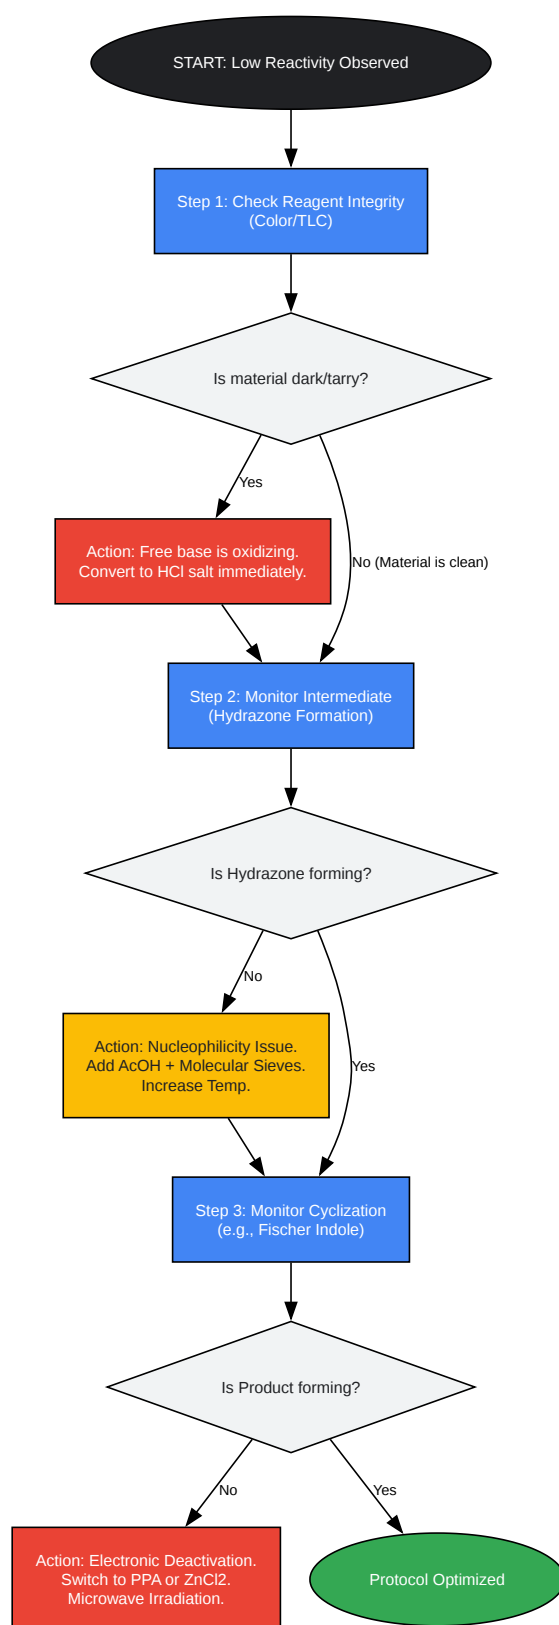 START: Low Reactivity Observed
Step 1: Check Reagent Integrity
(Color/TLC)
Is material dark/tarry?
Yes
No (Material is clean)
Action: Free base is oxidizing.
Convert to HCl salt immediately.
Step 2: Monitor Intermediate
(Hydrazone Formation)
Is Hydrazone forming?
No
Yes
Action: Nucleophilicity Issue.
Add AcOH + Molecular Sieves.
Increase Temp.
Step 3: Monitor Cyclization
(e.g., Fischer Indole)
Is Product forming?
No
Yes
Action: Electronic Deactivation.
Switch to PPA or ZnCl2.
Microwave Irradiation.
Protocol Optimized